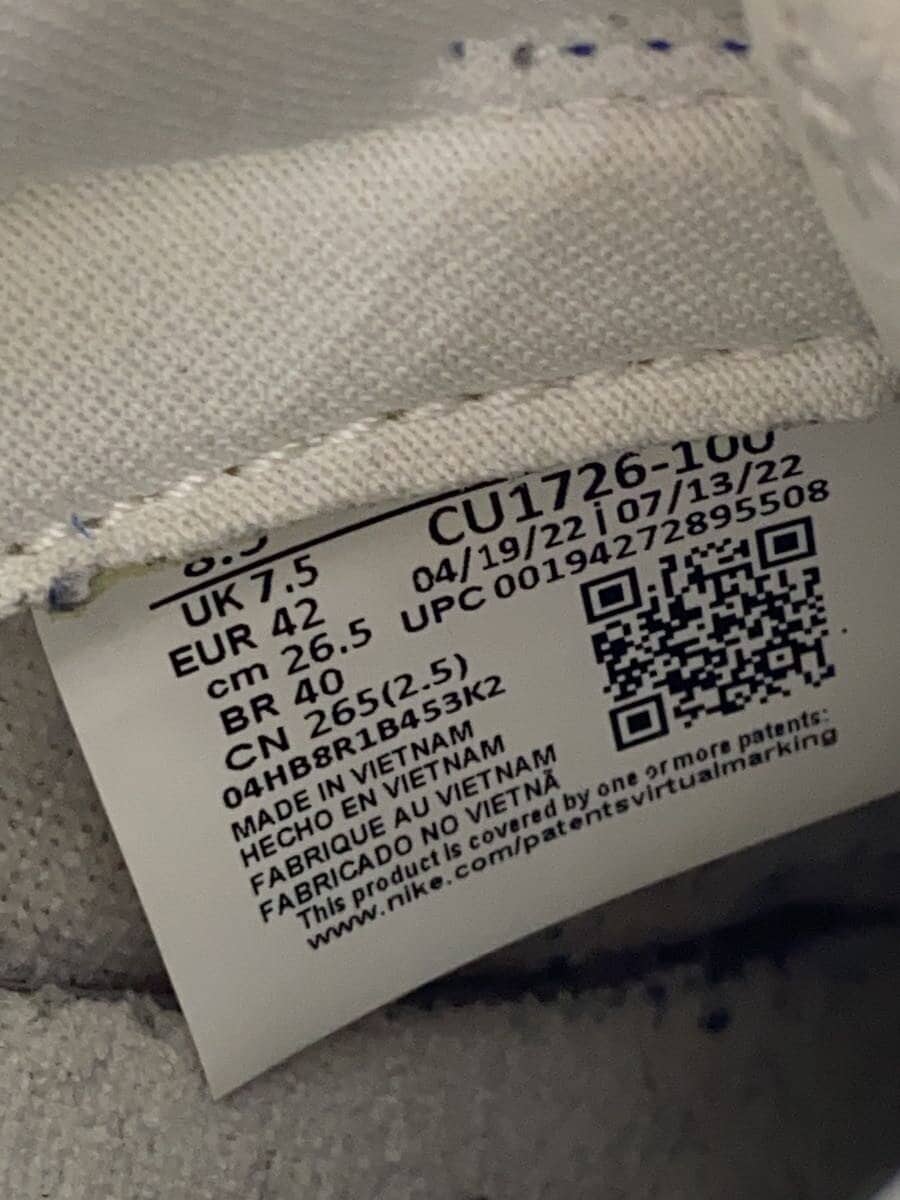 8.5
UK 7.5
EUR 42
cm 26.5
BR 40
CN 265(2.5)
04HB8R1B453K2
CU1726-100
04/19/22 | 07/13/22
UPC 00194272895508
MADE IN VIETNAM
HECHO EN VIETNAM
FABRIQUE AU VIETNAM
FABRICADO NO VIETNÃ
This product is covered by one or more patents:
www.nike.com/patentsvirtualmarking